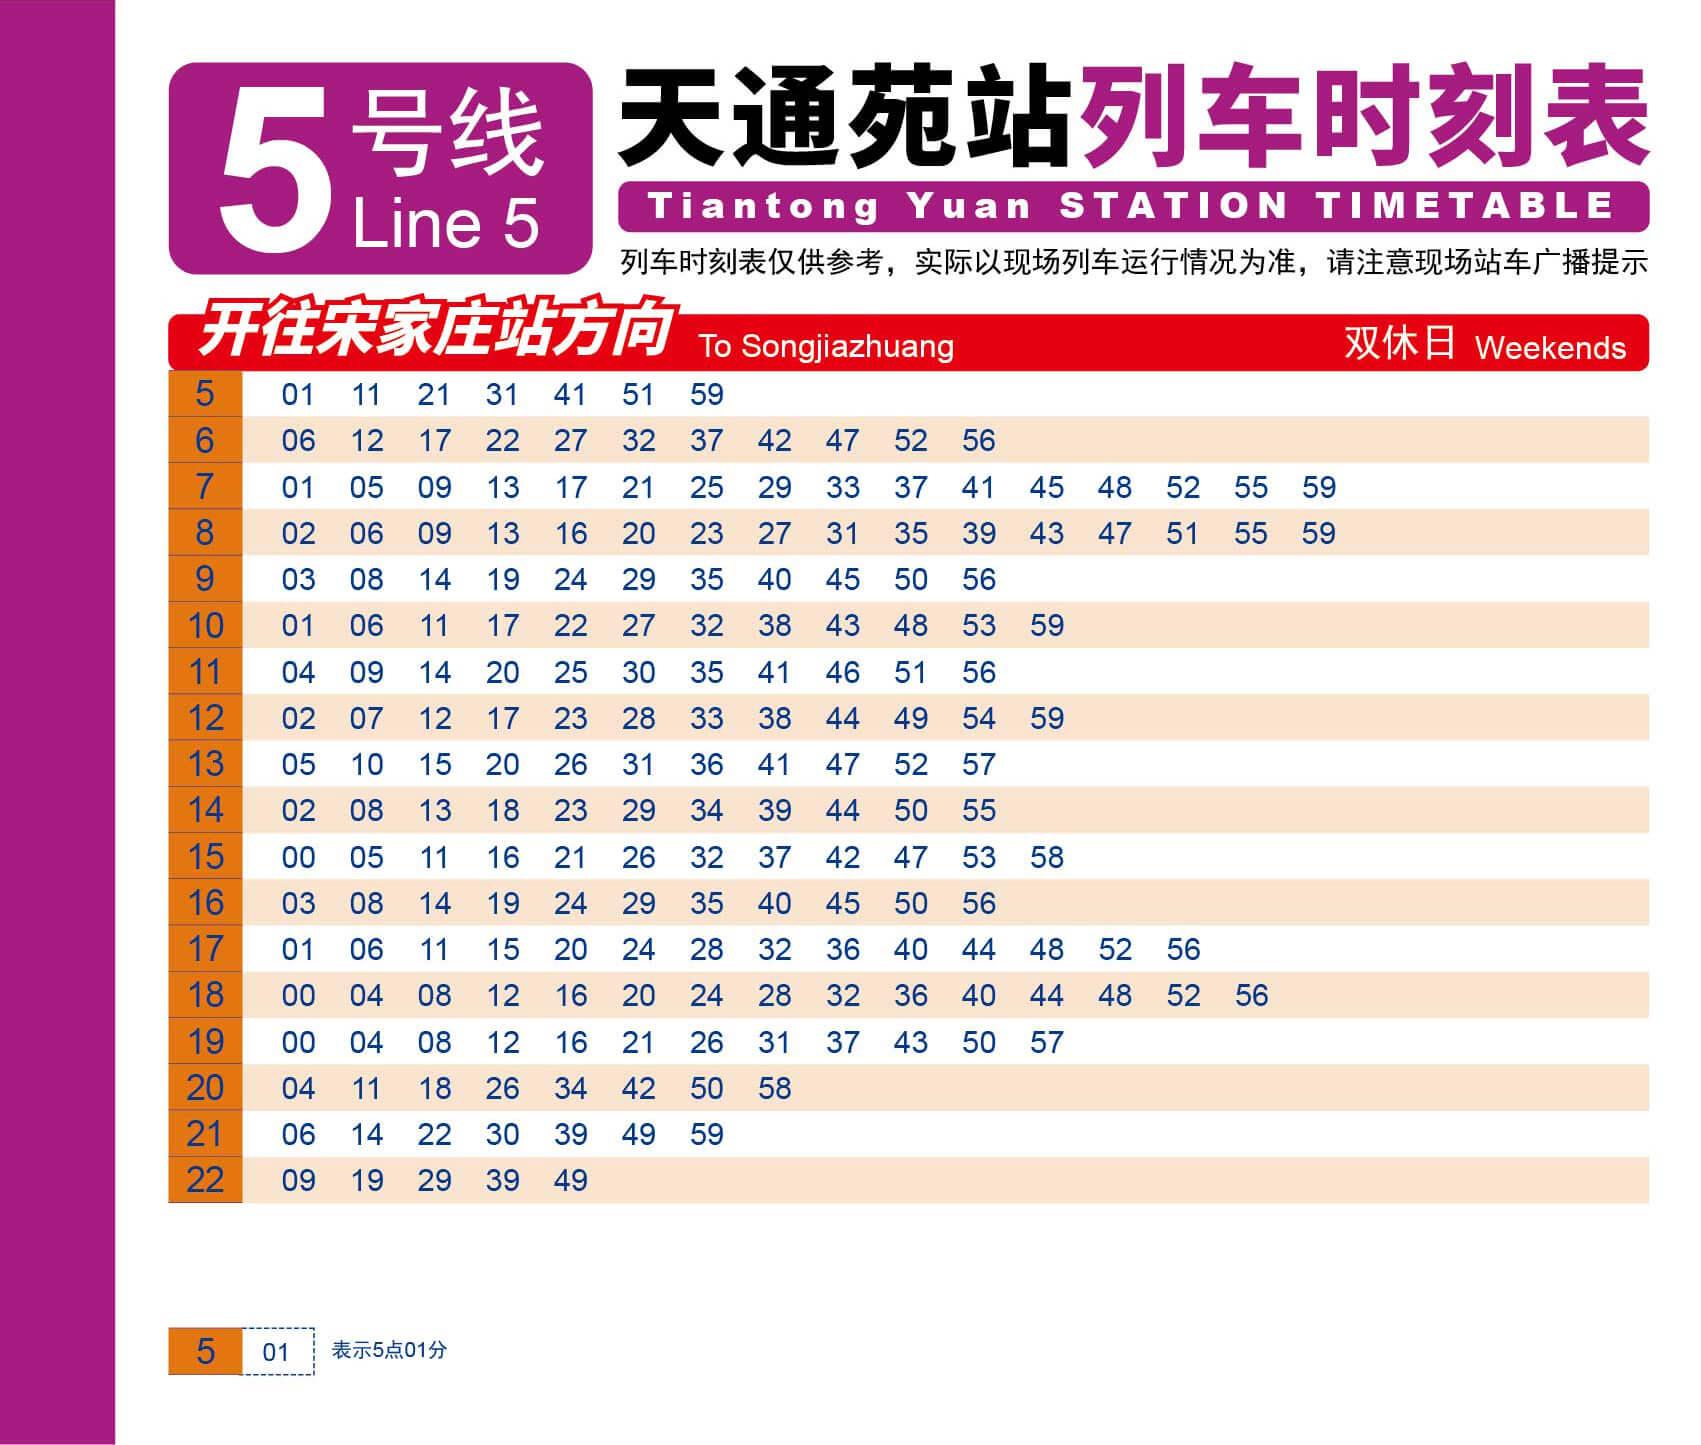 5号线
Line 5
天通苑站列车时刻表
Tiantong Yuan STATION TIMETABLE
列车时刻表仅供参考，实际以现场列车运行情况为准，请注意现场站车广播提示
开往宋家庄站方向 To Songjiazhuang 双休日 Weekends
5 01 11 21 31 41 51 59
6 06 12 17 22 27 32 37 42 47 52 56
7 01 05 09 13 17 21 25 29 33 37 41 45 48 52 55 59
8 02 06 09 13 16 20 23 27 31 35 39 43 47 51 55 59
9 03 08 14 19 24 29 35 40 45 50 56
10 01 06 11 17 22 27 32 38 43 48 53 59
11 04 09 14 20 25 30 35 41 46 51 56
12 02 07 12 17 23 28 33 38 44 49 54 59
13 05 10 15 20 26 31 36 41 47 52 57
14 02 08 13 18 23 29 34 39 44 50 55
15 00 05 11 16 21 26 32 37 42 47 53 58
16 03 08 14 19 24 29 35 40 45 50 56
17 01 06 11 15 20 24 28 32 36 40 44 48 52 56
18 00 04 08 12 16 20 24 28 32 36 40 44 48 52 56
19 00 04 08 12 16 21 26 31 37 43 50 57
20 04 11 18 26 34 42 50 58
21 06 14 22 30 39 49 59
22 09 19 29 39 49
5 01 表示5点01分